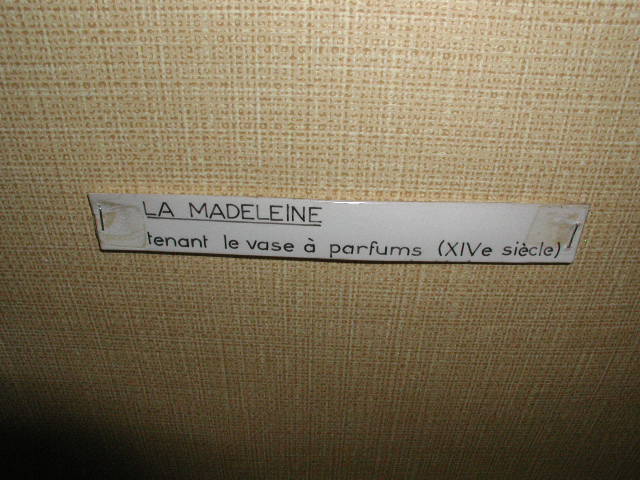 LA MADELEINE
tenant le vase à parfums (XIVe siècle)